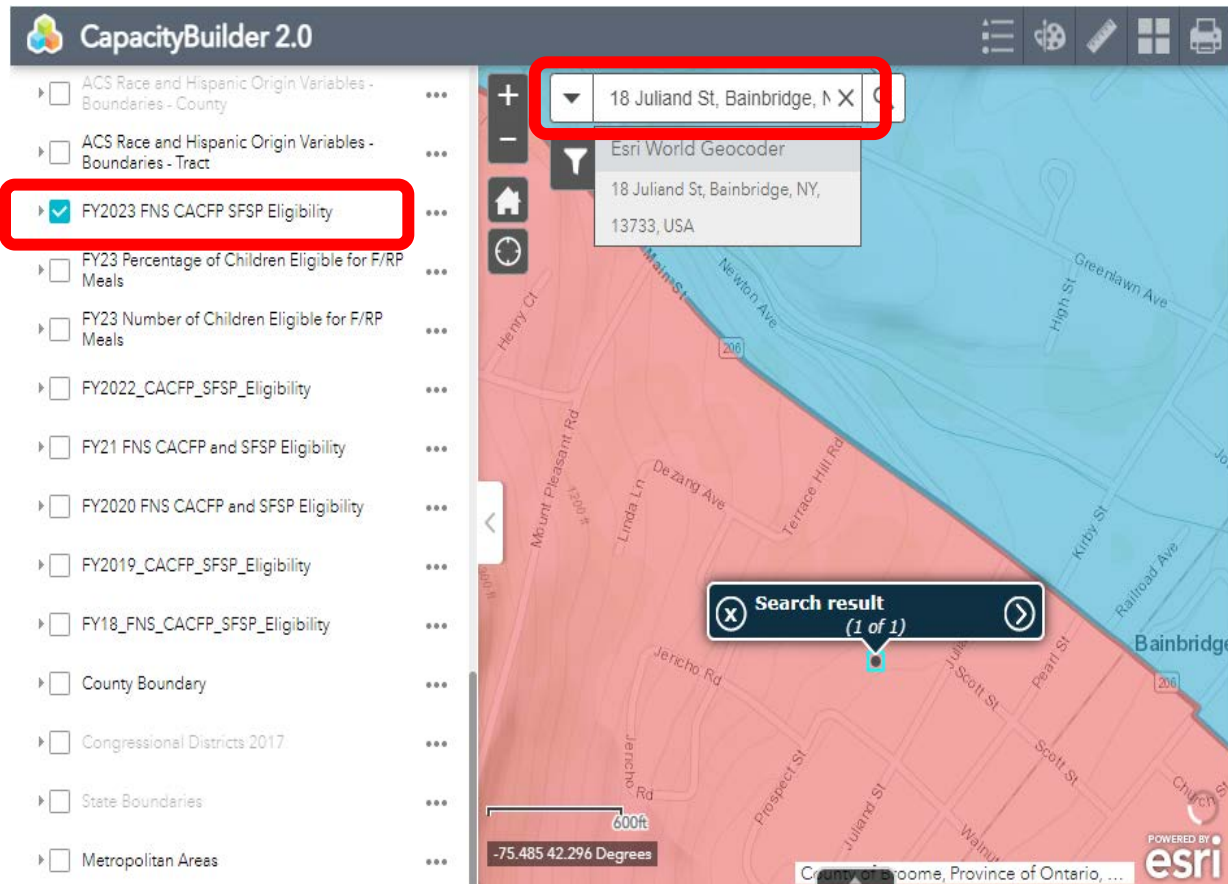 CapacityBuilder 2.0
ACS Race and Hispanic Origin Variables -
Boundaries - County
ACS Race and Hispanic Origin Variables -
Boundaries - Tract
FY2023 FNS CACFP SFSP Eligibility
FY23 Percentage of Children Eligible for F/RP
Meals
FY23 Number of Children Eligible for F/RP
Meals
FY2022_CACFP_SFSP_Eligibility
FY21 FNS CACFP and SFSP Eligibility
FY2020 FNS CACFP and SFSP Eligibility
FY2019_CACFP_SFSP_Eligibility
FY18_FNS_CACFP_SFSP_Eligibility
County Boundary
Congressional Districts 2017
State Boundaries
Metropolitan Areas
18 Juliand St, Bainbridge, N
Esri World Geocoder
18 Juliand St, Bainbridge, NY,
13733, USA
Main St
Newton Ave
Greenlawn Ave
High St
Henry Ct
206
Mount Pleasant Rd
1200 ft
Linda Ln
Dezang Ave
Terrace Hill Rd
Kirby St
Railroad Ave
Search result
(1 of 1)
Bainbridge
Jericho Rd
Scott St
Pearl St
206
Jericho Rd
Prospect St
Juliand St
Scott St
Church St
600ft
-75.485 42.296 Degrees
County of Broome, Province of Ontario, ...
POWERED BY
esri